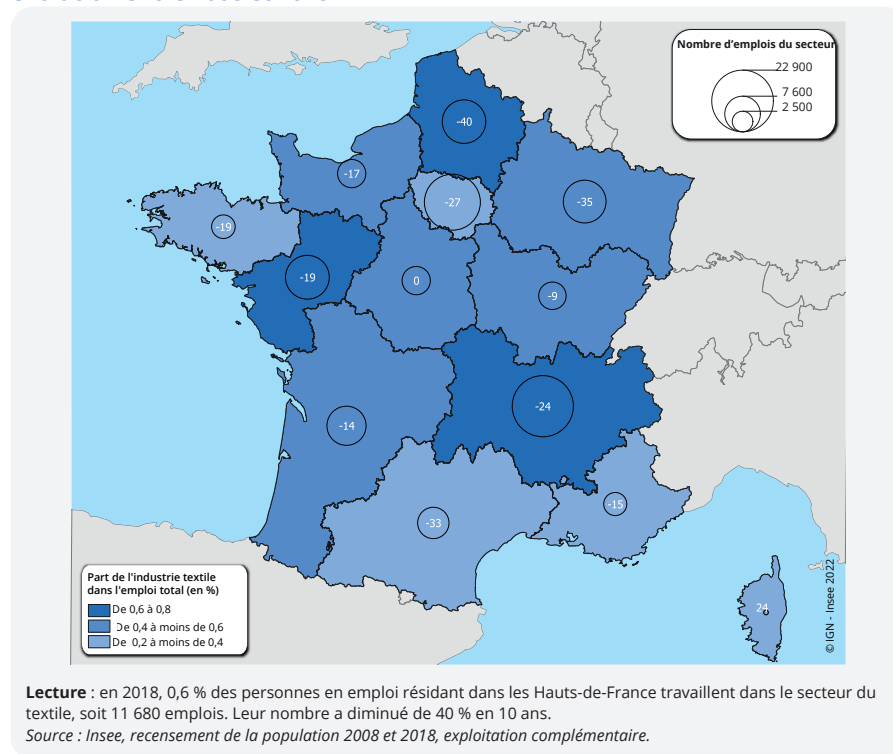 Nombre d'emplois du secteur
22 900
7 600
2 500
-40
-17
-27
-35
-19
-19
0
-9
-24
-14
-33
-15
24
Part de l'industrie textile
dans l'emploi total (en %)
De 0,6 à 0,8
De 0,4 à moins de 0,6
De 0,2 à moins de 0,4
© IGN - Insee 2022
Lecture : en 2018, 0,6 % des personnes en emploi résidant dans les Hauts-de-France travaillent dans le secteur du
textile, soit 11 680 emplois. Leur nombre a diminué de 40 % en 10 ans.
Source : Insee, recensement de la population 2008 et 2018, exploitation complémentaire.